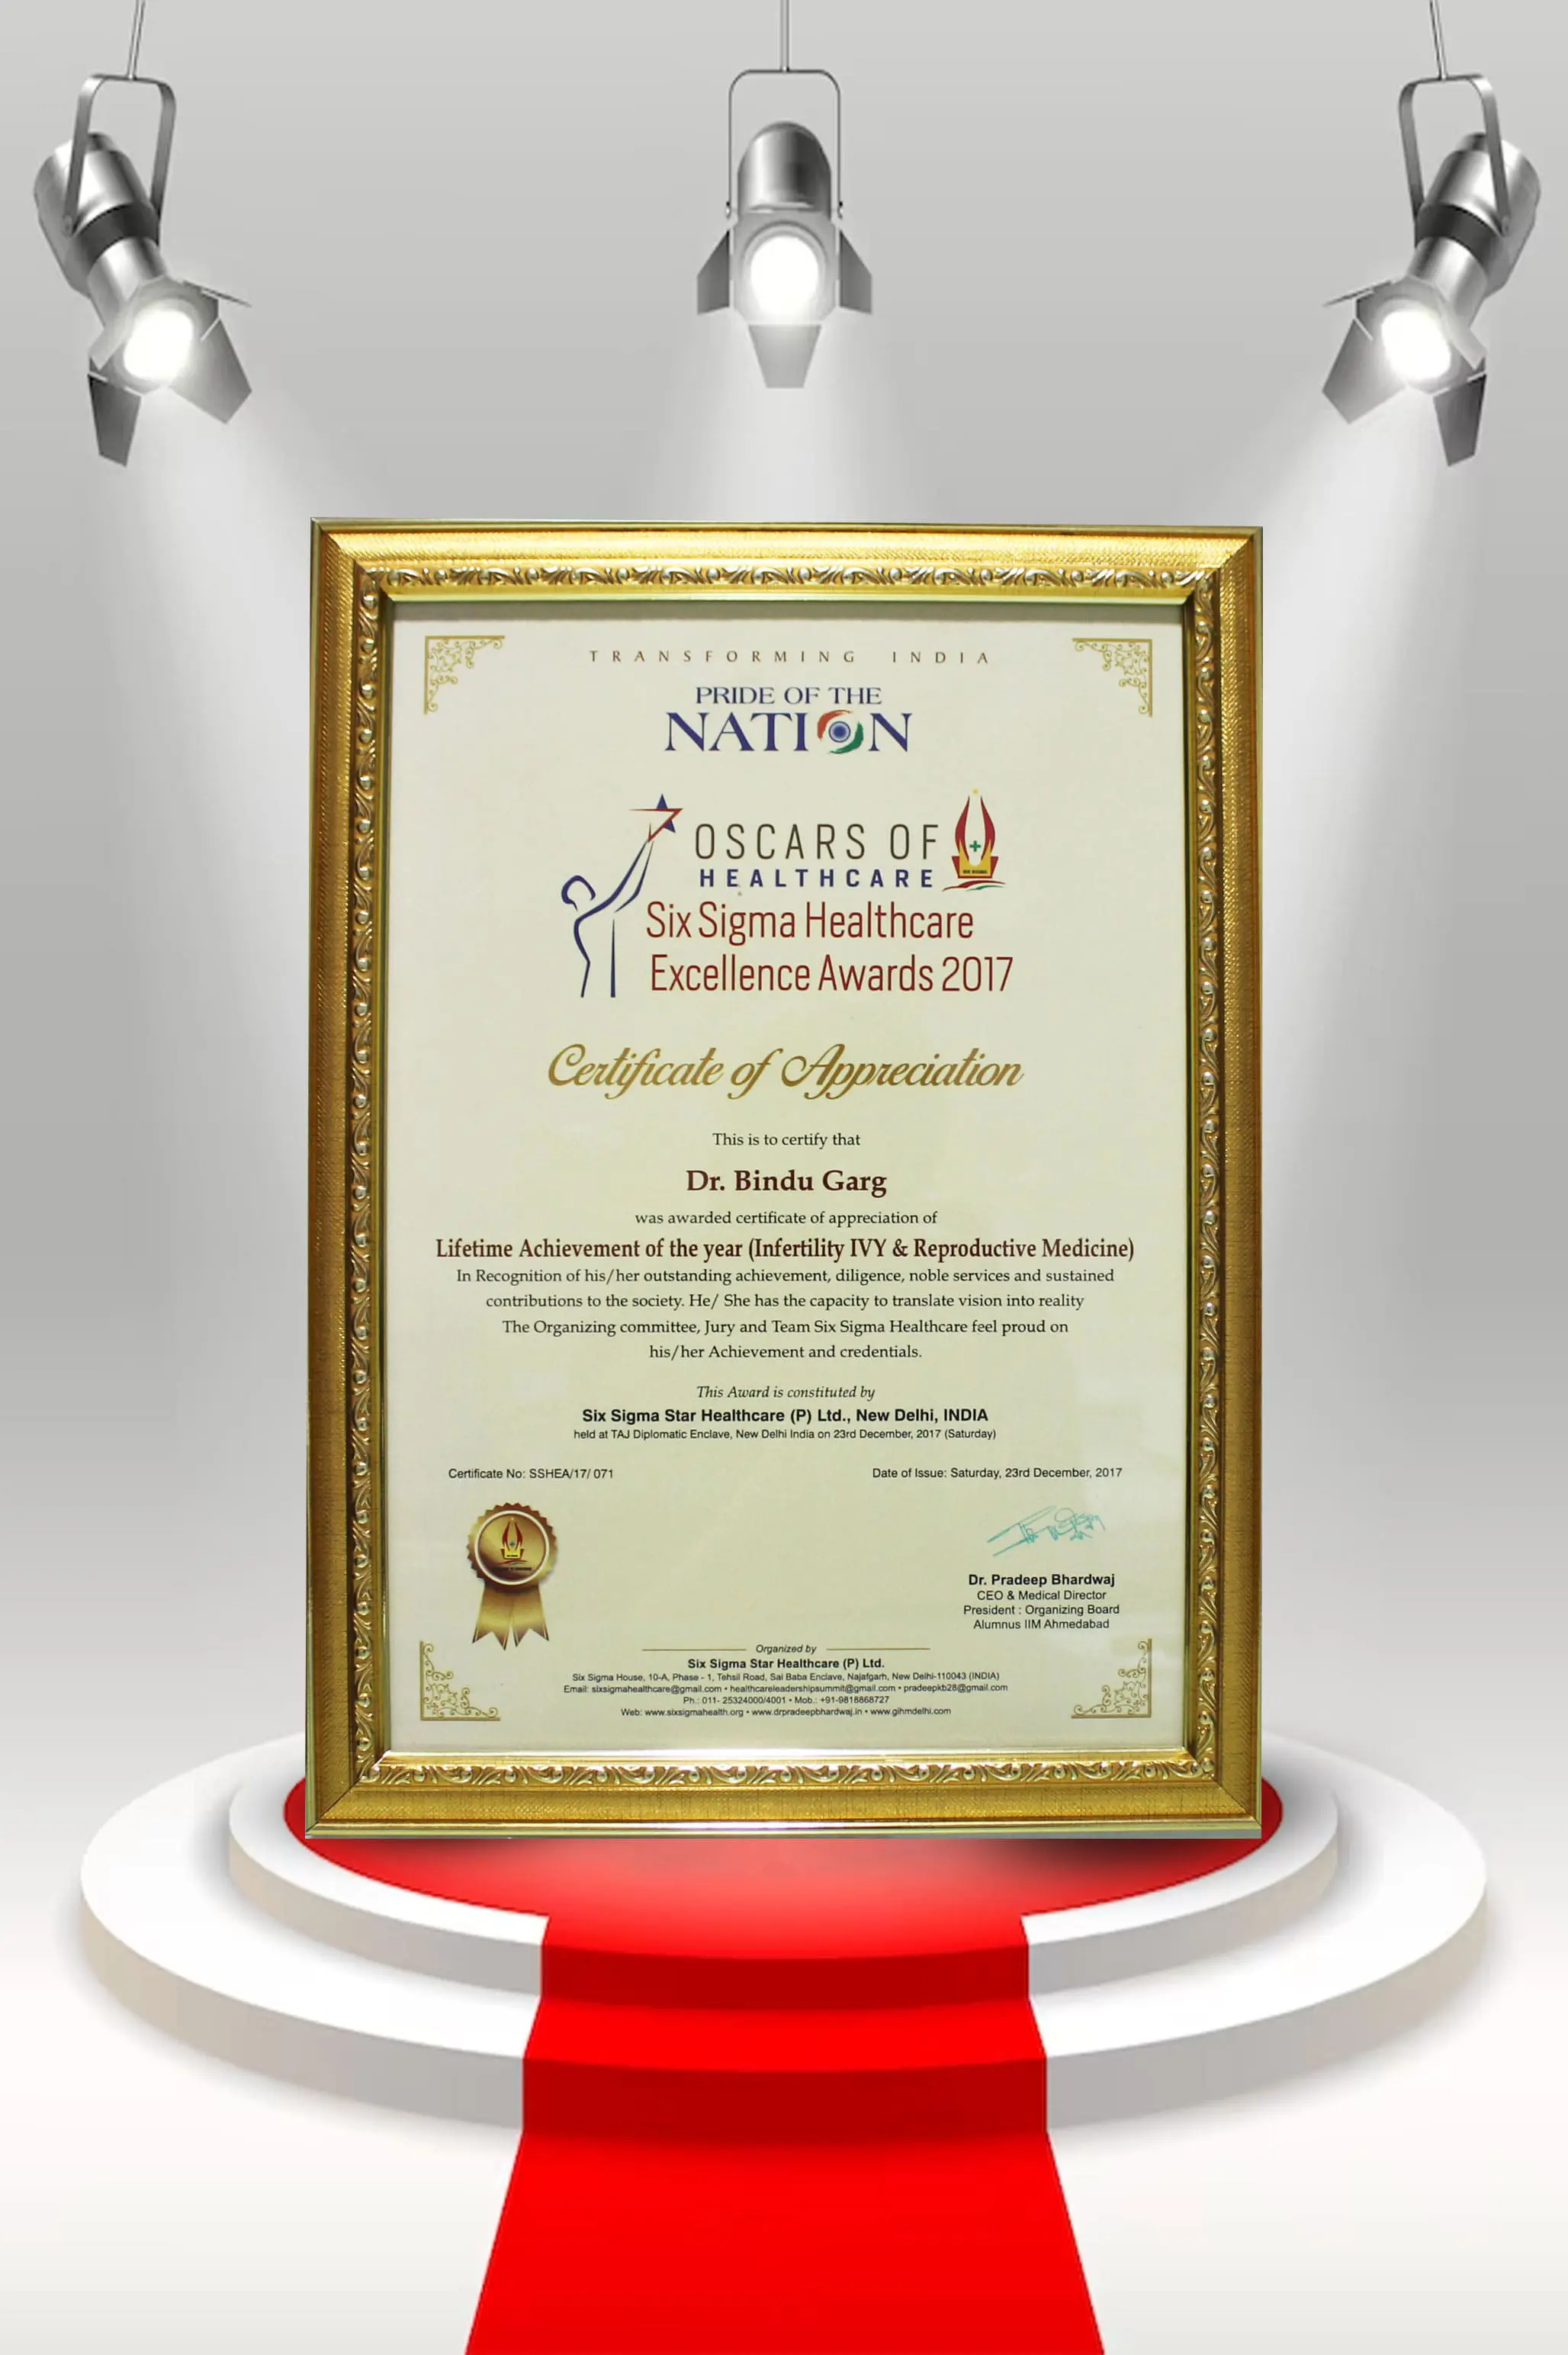 TRANSFORMING INDIA
PRIDE OF THE
NATION
OSCARS OF
HEALTHCARE
Six Sigma Healthcare
Excellence Awards 2017
Certificate of Appreciation
This is to certify that
Dr. Bindu Garg
was awarded certificate of appreciation of
Lifetime Achievement of the year (Infertility IVY & Reproductive Medicine)
In Recognition of his/her outstanding achievement, diligence, noble services and sustained
contributions to the society. He/ She has the capacity to translate vision into reality
The Organizing committee, Jury and Team Six Sigma Healthcare feel proud on
his/her Achievement and credentials.
This Award is constituted by
Six Sigma Star Healthcare (P) Ltd., New Delhi, INDIA
held at TAJ Diplomatic Enclave, New Delhi India on 23rd December, 2017 (Saturday)
Certificate No: SSHEA/17/ 071
Date of Issue: Saturday, 23rd December, 2017
Dr. Pradeep Bhardwaj
CEO & Medical Director
President : Organizing Board
Alumnus IIM Ahmedabad
Organized by
Six Sigma Star Healthcare (P) Ltd.
Six Sigma House, 10-A, Phase - 1, Tehsil Road, Sai Baba Enclave, Najafgarh, New Delhi-110043 (INDIA)
Email: sixsigmahealthcare@gmail.com • healthcareleadershipsummit@gmail.com • pradeepkb28@gmail.com
Ph.: 011- 25324000/4001 • Mob.: +91-9818868727
Web: www.sixsigmahealth.org • www.drpradeepbhardwaj.in • www.gihmdelhi.com